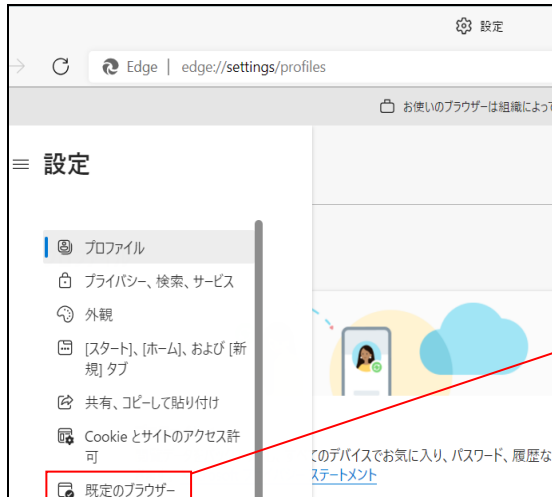 設定
Edge | edge://settings/profiles
お使いのブラウザーは組織によって
設定
プロファイル
プライバシー、検索、サービス
外観
[スタート]、[ホーム]、および [新
規] タブ
共有、コピーして貼り付け
Cookie とサイトのアクセス許
可
てのデバイスでお気に入り、パスワード、履歴な
ステートメント
既定のブラウザー